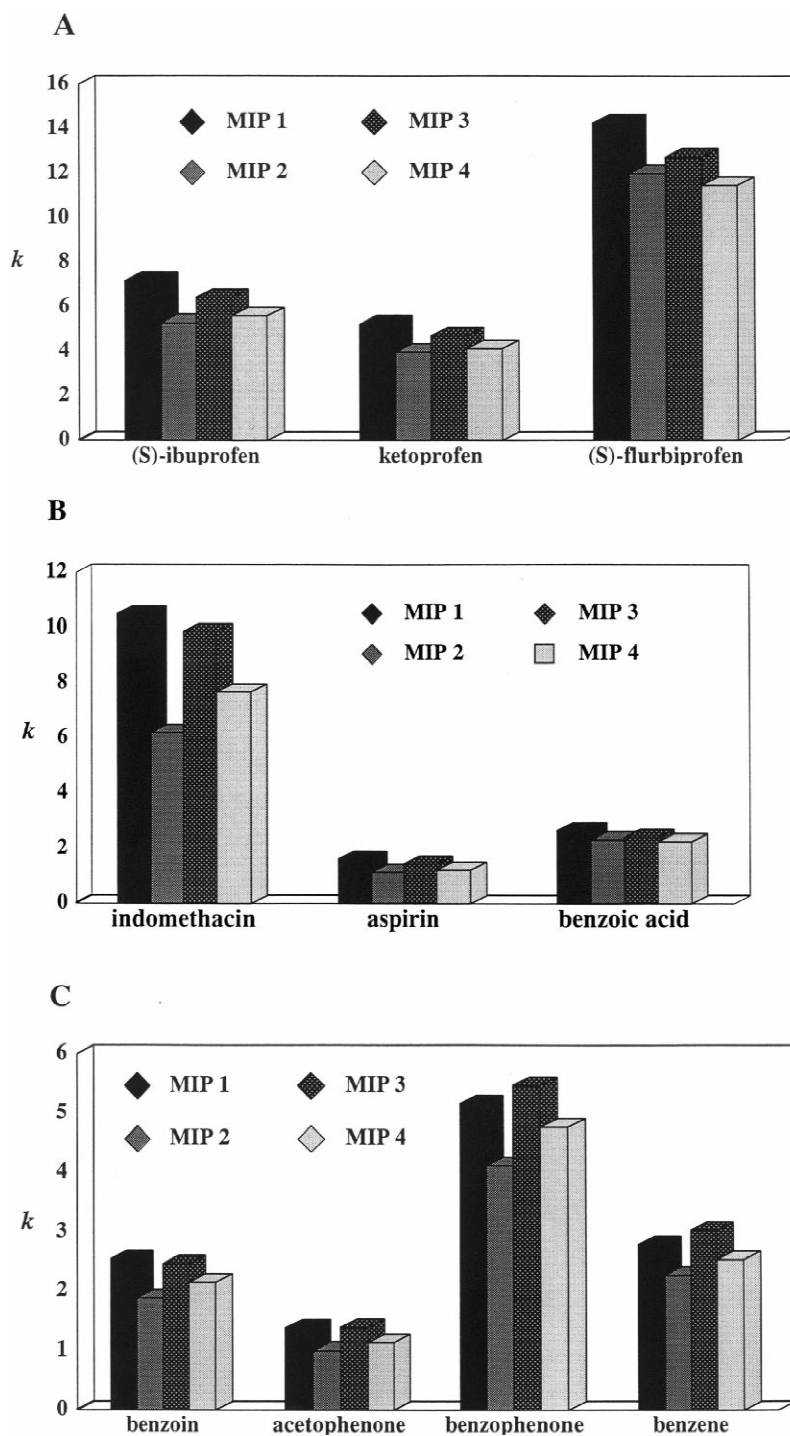 A
16
14
12
10
8
6
4
2
0
k
MIP 1
MIP 3
MIP 2
MIP 4
(S)-ibuprofen
ketoprofen
(S)-flurbiprofen
B
12
10
8
6
4
2
0
k
MIP 1
MIP 3
MIP 2
MIP 4
indomethacin
aspirin
benzoic acid
C
6
5
4
3
2
1
0
k
MIP 1
MIP 3
MIP 2
MIP 4
benzoin
acetophenone
benzophenone
benzene